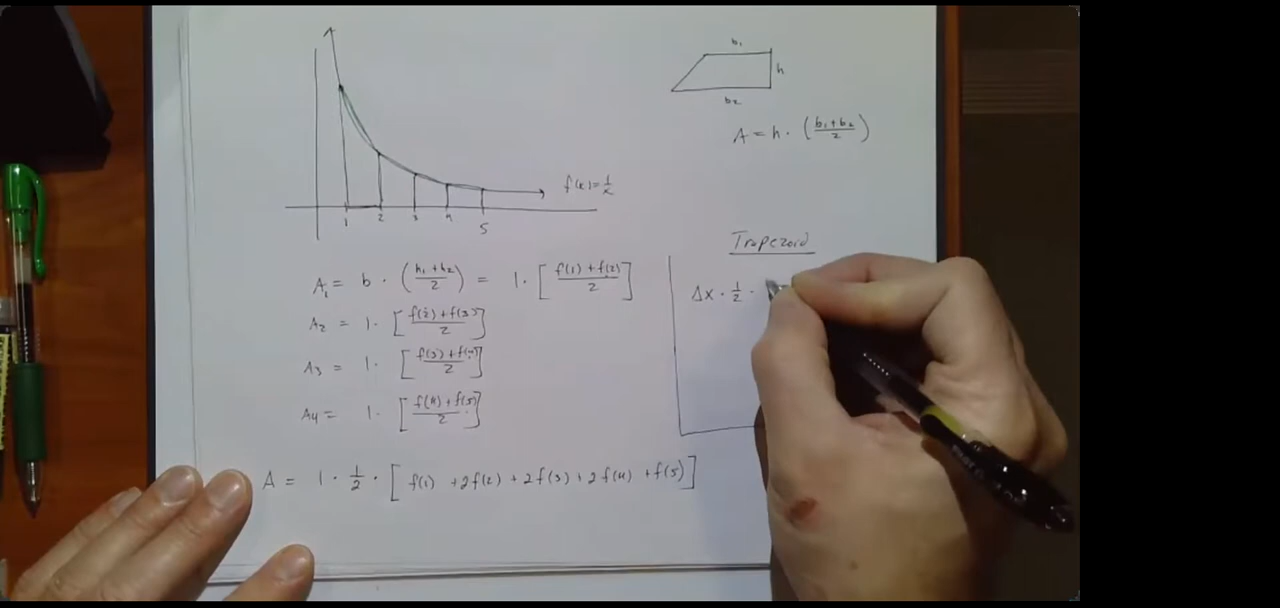 b₁
h
b₂
A = h · (b₁+b₂/2)
f(x)=1/x
1 2 3 4 5
Trapezoid
A₁ = b · (h₁+h₂/2) = 1 · [f(1)+f(2)/2]
Δx · 1/2 ·
A₂ = 1 · [f(2)+f(3)/2]
A₃ = 1 · [f(3)+f(4)/2]
A₄ = 1 · [f(4)+f(5)/2]
A = 1 · 1/2 · [f(1) +2f(2) +2f(3) +2f(4) +f(5)]